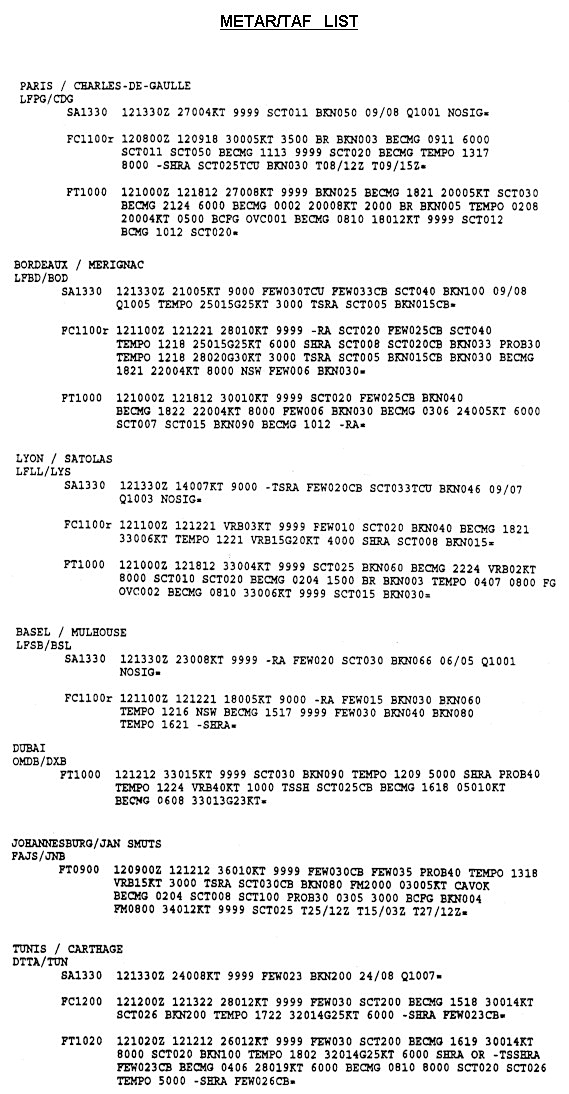 METAR/TAF LIST
PARIS / CHARLES-DE-GAULLE
LFPG/CDG
SA1330 121330Z 27004KT 9999 SCT011 BKN050 09/08 Q1001 NOSIG=
FC1100r 120800Z 120918 30005KT 3500 BR BKN003 BECMG 0911 6000
SCT011 SCT050 BECMG 1113 9999 SCT020 BECMG TEMPO 1317
8000 -SHRA SCT025TCU BKN030 T08/12Z T09/15Z=
FT1000 121000Z 121812 27008KT 9999 BKN025 BECMG 1821 20005KT SCT030
BECMG 2124 6000 BECMG 0002 20008KT 2000 BR BKN005 TEMPO 0208
20004KT 0500 BCFG OVC001 BECMG 0810 18012KT 9999 SCT012
BCMG 1012 SCT020=
BORDEAUX / MERIGNAC
LFBD/BOD
SA1330 121330Z 21005KT 9000 FEW030TCU FEW033CB SCT040 BKN100 09/08
Q1005 TEMPO 25015G25KT 3000 TSRA SCT005 BKN015CB=
FC1100r 121100Z 121221 28010KT 9999 -RA SCT020 FEW025CB SCT040
TEMPO 1218 25015G25KT 6000 SHRA SCT008 SCT020CB BKN033 PROB30
TEMPO 1218 28020G30KT 3000 TSRA SCT005 BKN015CB BKN030 BECMG
1821 22004KT 8000 NSW FEW006 BKN030=
FT1000 121000Z 121812 30010KT 9999 SCT020 FEW025CB BKN040
BECMG 1822 22004KT 8000 FEW006 BKN030 BECMG 0306 24005KT 6000
SCT007 SCT015 BKN090 BECMG 1012 -RA=
LYON / SATOLAS
LFLL/LYS
SA1330 121330Z 14007KT 9000 -TSRA FEW020CB SCT033TCU BKN046 09/07
Q1003 NOSIG=
FC1100r 121100Z 121221 VRB03KT 9999 FEW010 SCT020 BKN040 BECMG 1821
33006KT TEMPO 1221 VRB15G20KT 4000 SHRA SCT008 BKN015=
FT1000 121000Z 121812 33004KT 9999 SCT025 BKN060 BECMG 2224 VRB02KT
8000 SCT010 SCT020 BECMG 0204 1500 BR BKN003 TEMPO 0407 0800 FG
OVC002 BECMG 0810 33006KT 9999 SCT015 BKN030=
BASEL / MULHOUSE
LFSB/BSL
SA1330 121330Z 23008KT 9999 -RA FEW020 SCT030 BKN066 06/05 Q1001
NOSIG=
FC1100r 121100Z 121221 18005KT 9000 -RA FEW015 BKN030 BKN060
TEMPO 1216 NSW BECMG 1517 9999 FEW030 BKN040 BKN080
TEMPO 1621 -SHRA=
DUBAI
OMDB/DXB
FT1000 121212 33015KT 9999 SCT030 BKN090 TEMPO 1209 5000 SHRA PROB40
TEMPO 1224 VRB40KT 1000 TSSH SCT025CB BECMG 1618 05010KT
BECMG 0608 33013G23KT=
JOHANNESBURG/JAN SMUTS
FAJS/JNB
FT0900 120900Z 121212 36010KT 9999 FEW030CB FEW035 PROB40 TEMPO 1318
VRB15KT 3000 TSRA SCT030CB BKN080 FM2000 03005KT CAVOK
BECMG 0204 SCT008 SCT100 PROB30 0305 3000 BCFG BKN004
FM0800 34012KT 9999 SCT025 T25/12Z T15/03Z T27/12Z=
TUNIS / CARTHAGE
DTTA/TUN
SA1330 121330Z 24008KT 9999 FEW023 BKN200 24/08 Q1007=
FC1200 121200Z 121322 28012KT 9999 FEW030 SCT200 BECMG 1518 30014KT
SCT026 BKN200 TEMPO 1722 32014G25KT 6000 -SHRA FEW023CB=
FT1020 121020Z 121212 26012KT 9999 FEW030 SCT200 BECMG 1619 30014KT
8000 SCT020 BKN100 TEMPO 1802 32014G25KT 6000 SHRA OR -TSSHRA
FEW023CB BECMG 0406 28019KT 6000 BECMG 0810 8000 SCT020 SCT026
TEMPO 5000 -SHRA FEW026CB=